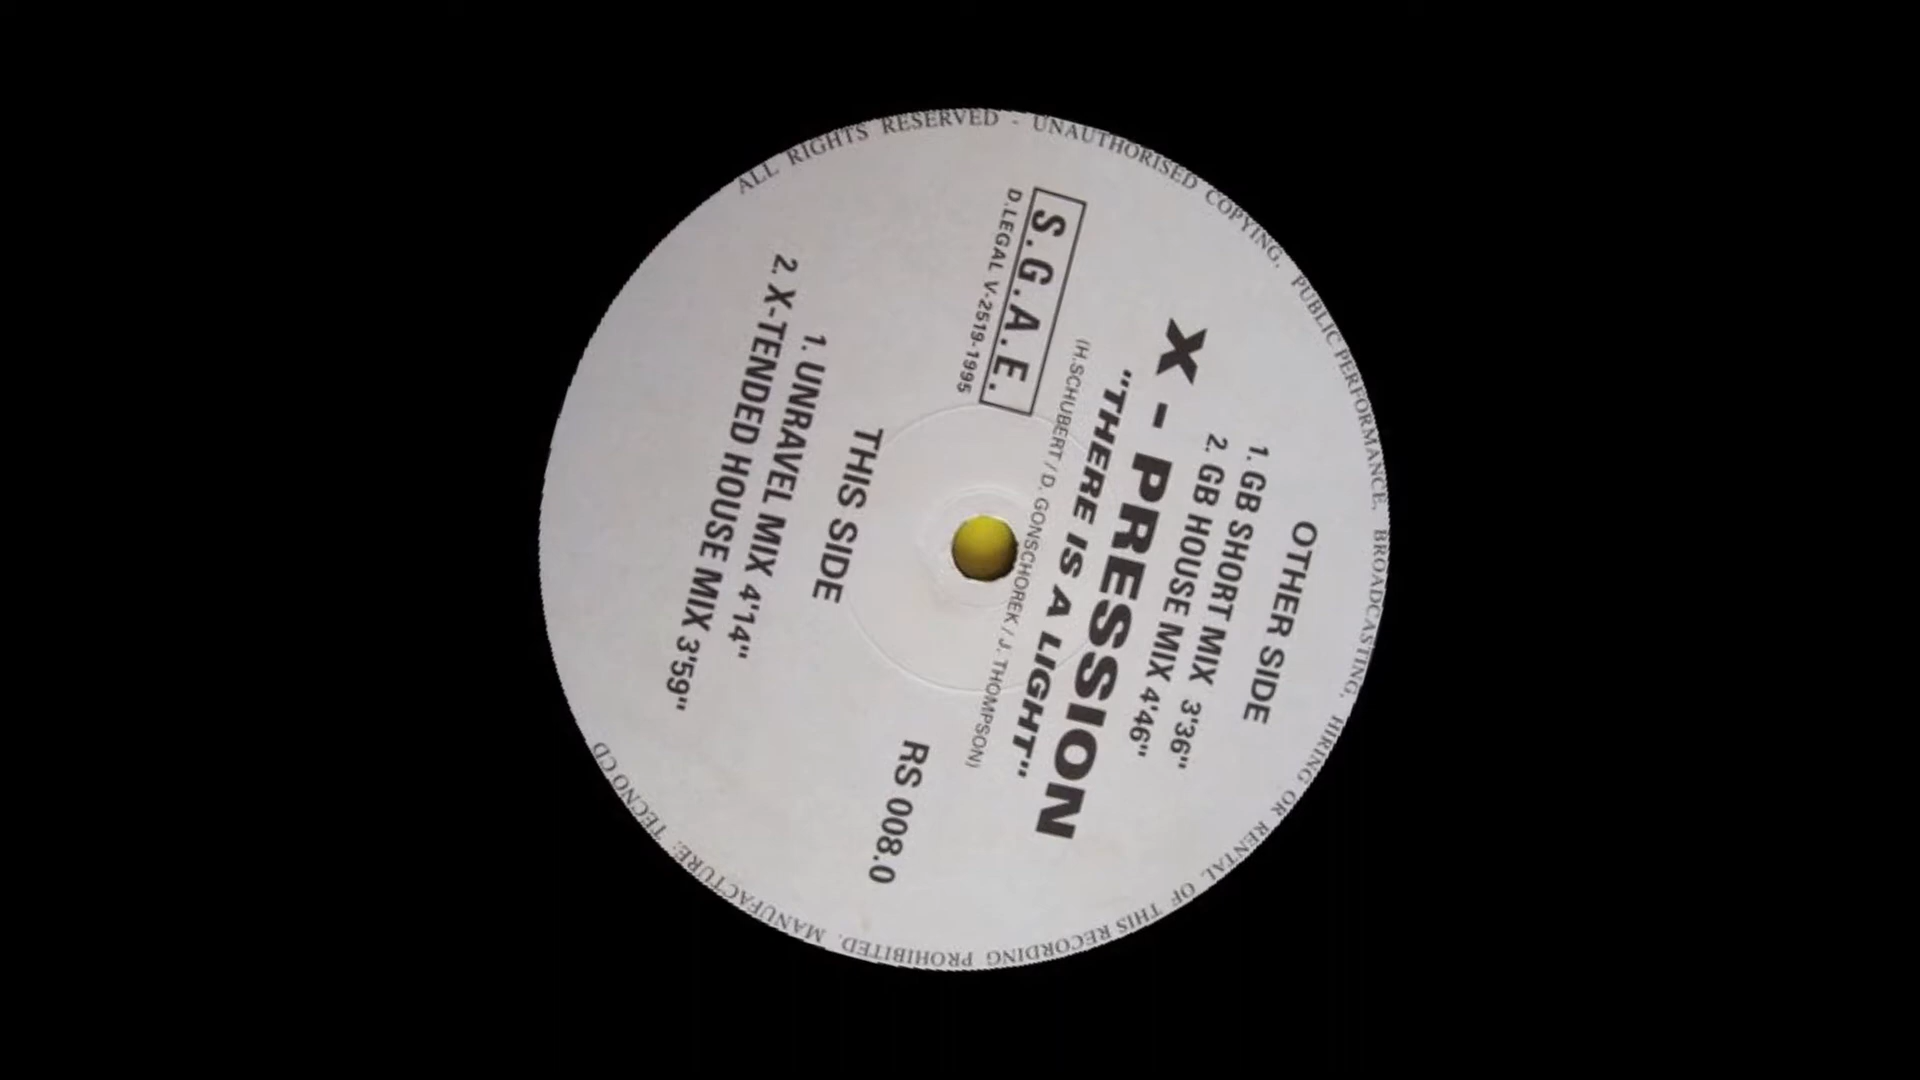 OTHER SIDE
1. GB SHORT MIX 3'36"
2. GB HOUSE MIX 4'46"
X - PRESSION
"THERE IS A LIGHT"
(H.SCHUBERT / D. GONSCHOREK / J. THOMPSON)
S.G.A.E.
D.LEGAL V-2519-1995
RS 008.0
THIS SIDE
1. UNRAVEL MIX 4'14"
2. X-TENDED HOUSE MIX 3'59"
ALL RIGHTS RESERVED - UNAUTHORISED COPYING, PUBLIC PERFORMANCE, BROADCASTING, HIRING OR RENTAL OF THIS RECORDING PROHIBITED. MANUFACTURE: TECNO CD